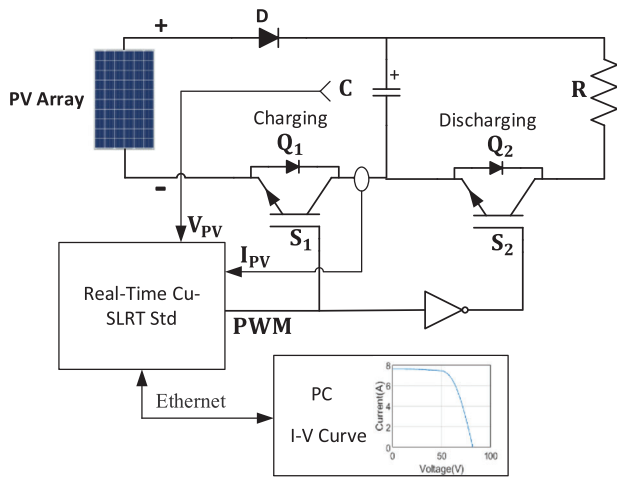 D
+
PV Array
C
+
R
Charging
Discharging
Q1
Q2
-
S1
S2
VPV
IPV
Real-Time Cu-
SLRT Std
PWM
Ethernet
PC
I-V Curve
Current(A)
8
6
4
2
0
0
50
100
Voltage(V)